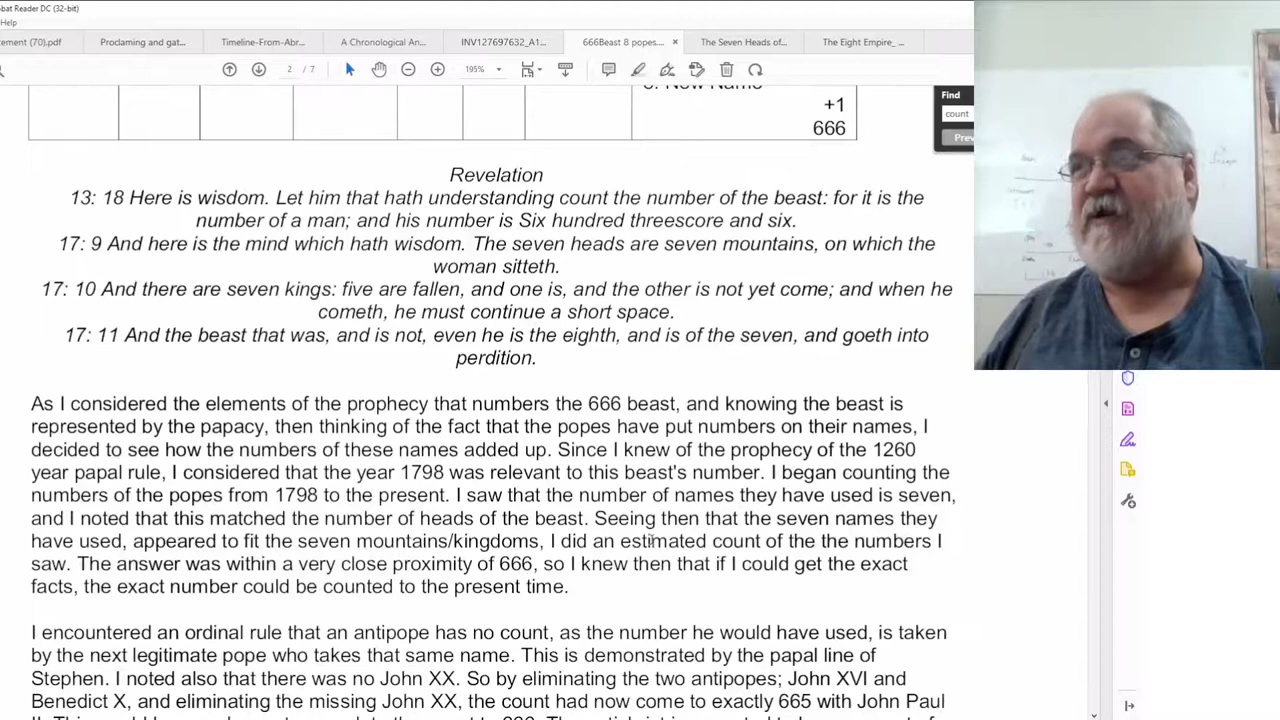 bat Reader DC (32-bit)
Help
ement (70).pdf Proclaming and gat... Timeline-From-Abr... A Chronological An... INV127697632_A1... 666Beast 8 popes.... × The Seven Heads of... The Eight Empire_ ...
2 / 7 195%
Find
+1
count
666
Prev
Revelation
13: 18 Here is wisdom. Let him that hath understanding count the number of the beast: for it is the
number of a man; and his number is Six hundred threescore and six.
17: 9 And here is the mind which hath wisdom. The seven heads are seven mountains, on which the
woman sitteth.
17: 10 And there are seven kings: five are fallen, and one is, and the other is not yet come; and when he
cometh, he must continue a short space.
17: 11 And the beast that was, and is not, even he is the eighth, and is of the seven, and goeth into
perdition.
As I considered the elements of the prophecy that numbers the 666 beast, and knowing the beast is
represented by the papacy, then thinking of the fact that the popes have put numbers on their names, I
decided to see how the numbers of these names added up. Since I knew of the prophecy of the 1260
year papal rule, I considered that the year 1798 was relevant to this beast's number. I began counting the
numbers of the popes from 1798 to the present. I saw that the number of names they have used is seven,
and I noted that this matched the number of heads of the beast. Seeing then that the seven names they
have used, appeared to fit the seven mountains/kingdoms, I did an estimated count of the the numbers I
saw. The answer was within a very close proximity of 666, so I knew then that if I could get the exact
facts, the exact number could be counted to the present time.
I encountered an ordinal rule that an antipope has no count, as the number he would have used, is taken
by the next legitimate pope who takes that same name. This is demonstrated by the papal line of
Stephen. I noted also that there was no John XX. So by eliminating the two antipopes; John XVI and
Benedict X, and eliminating the missing John XX, the count had now come to exactly 665 with John Paul